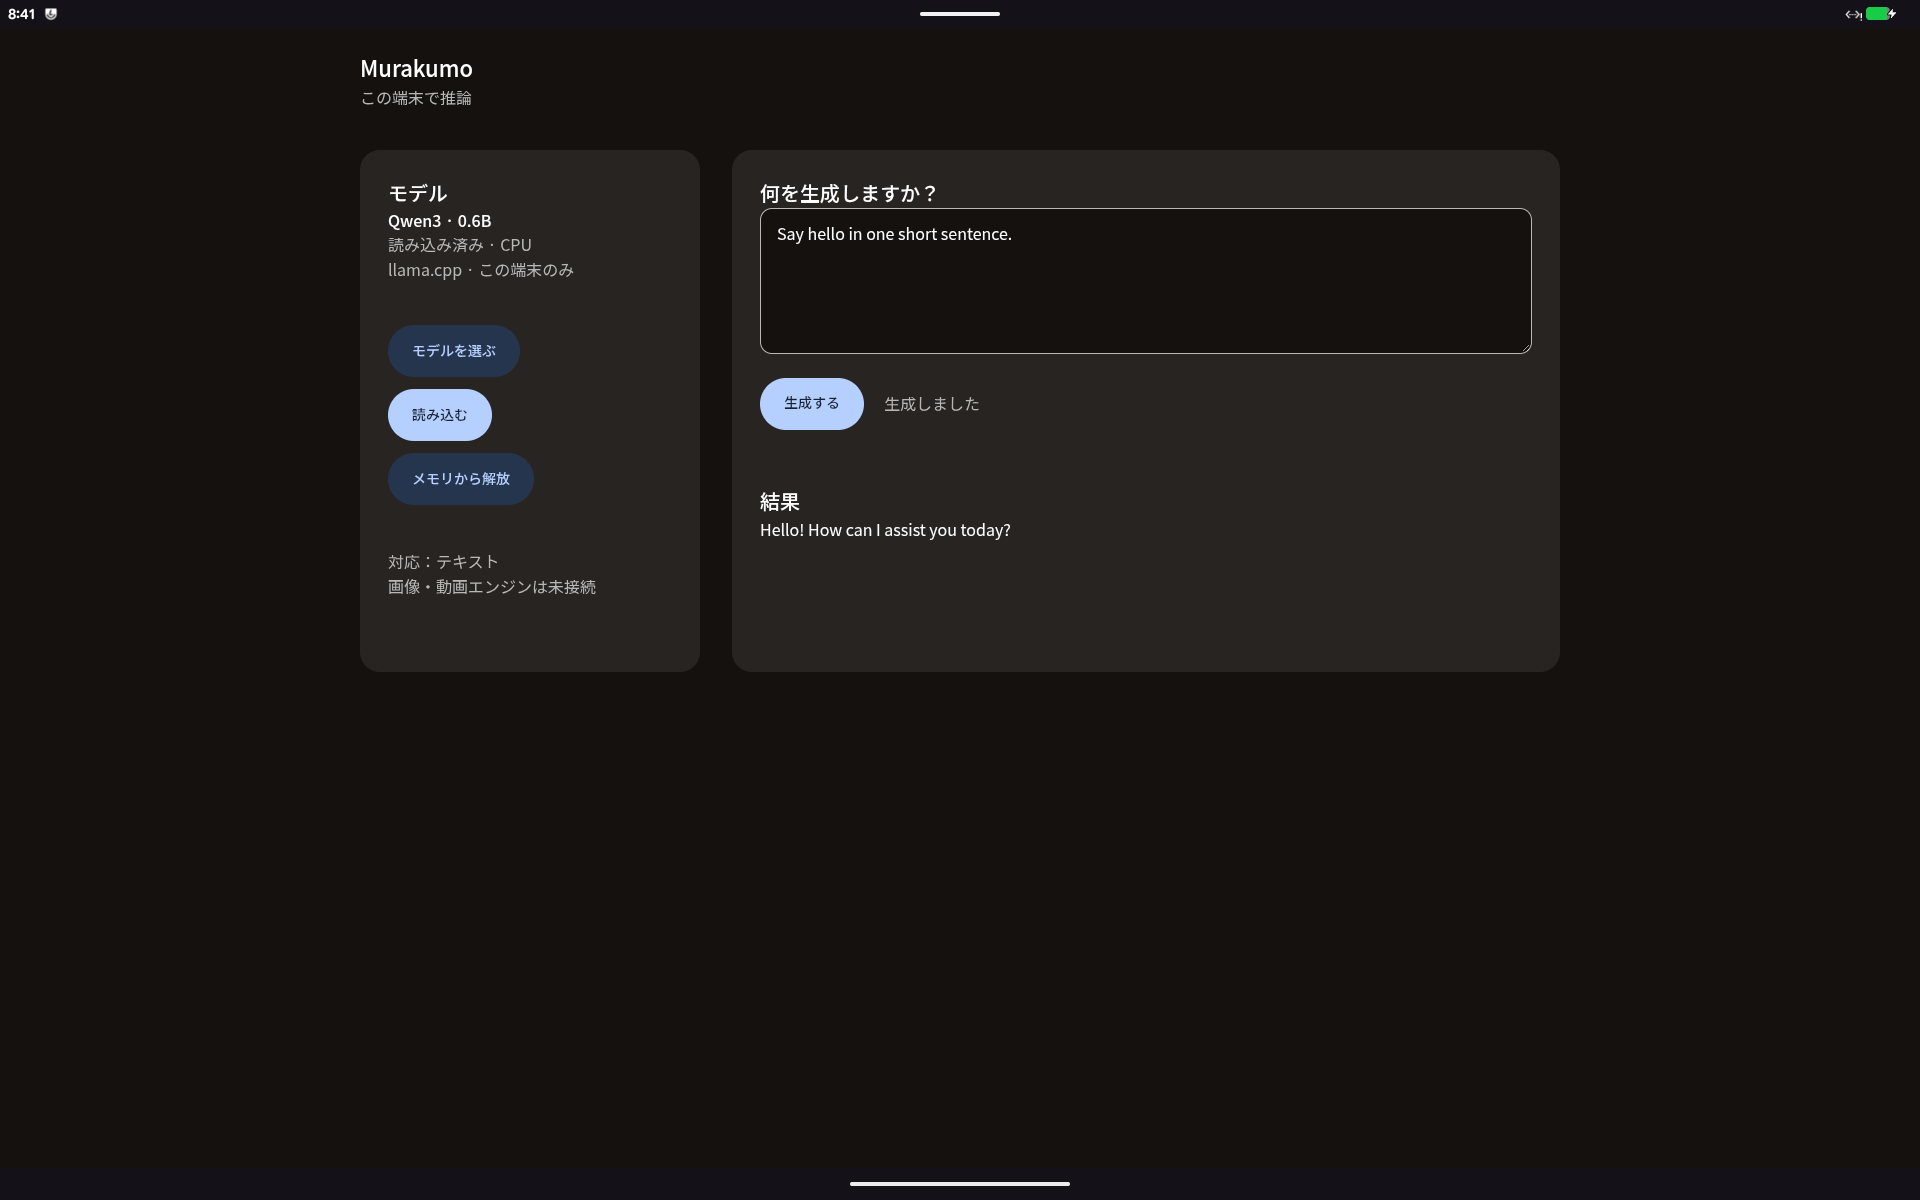 8:41
Murakumo
この端末で推論
モデル
Qwen3 · 0.6B
読み込み済み · CPU
llama.cpp · この端末のみ
モデルを選ぶ
読み込む
メモリから解放
対応：テキスト
画像・動画エンジンは未接続
何を生成しますか？
Say hello in one short sentence.
生成する
生成しました
結果
Hello! How can I assist you today?